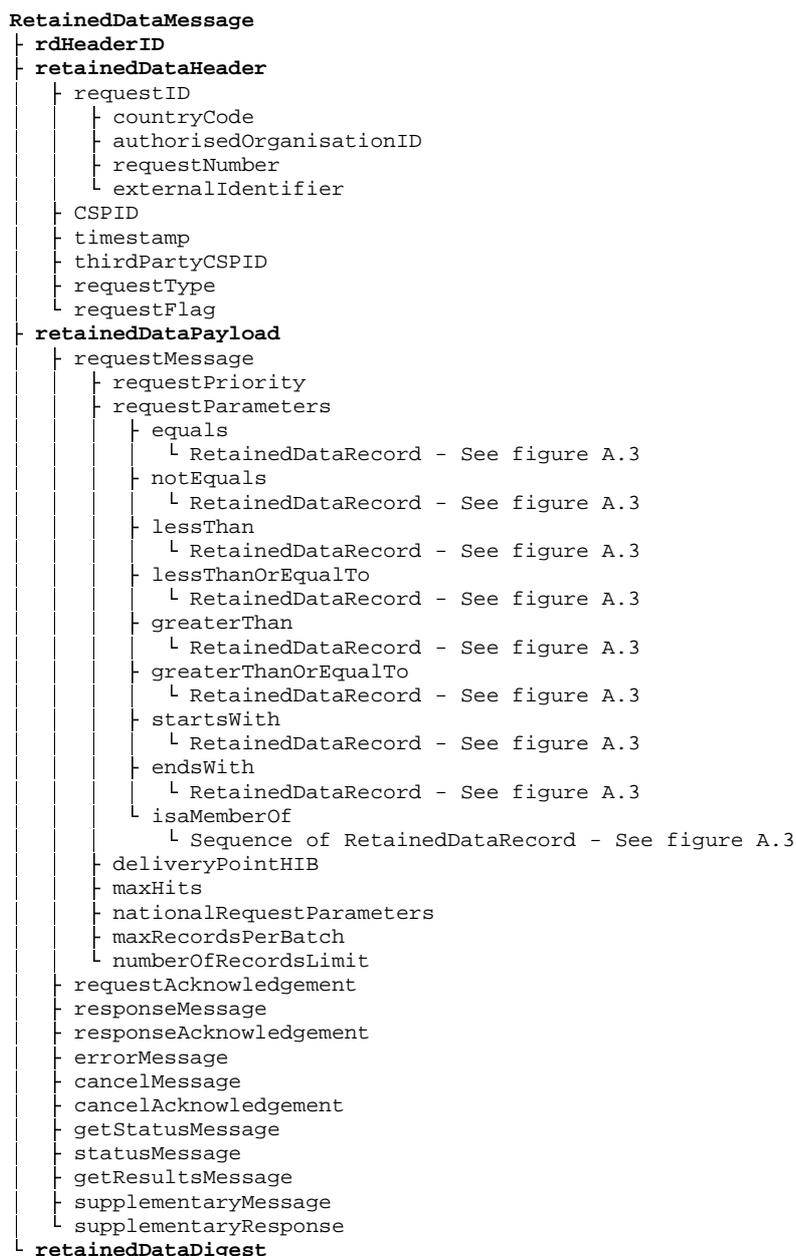 RetainedDataMessage
├ rdHeaderID
├ retainedDataHeader
│ ├ requestID
│ │ ├ countryCode
│ │ ├ authorisedOrganisationID
│ │ ├ requestNumber
│ │ └ externalIdentifier
│ ├ CSPID
│ ├ timestamp
│ ├ thirdPartyCSPID
│ ├ requestType
│ └ requestFlag
├ retainedDataPayload
│ ├ requestMessage
│ │ ├ requestPriority
│ │ ├ requestParameters
│ │ │ ├ equals
│ │ │ │ └ RetainedDataRecord - See figure A.3
│ │ │ ├ notEquals
│ │ │ │ └ RetainedDataRecord - See figure A.3
│ │ │ ├ lessThan
│ │ │ │ └ RetainedDataRecord - See figure A.3
│ │ │ ├ lessThanOrEqualTo
│ │ │ │ └ RetainedDataRecord - See figure A.3
│ │ │ ├ greaterThan
│ │ │ │ └ RetainedDataRecord - See figure A.3
│ │ │ ├ greaterThanOrEqualTo
│ │ │ │ └ RetainedDataRecord - See figure A.3
│ │ │ ├ startsWith
│ │ │ │ └ RetainedDataRecord - See figure A.3
│ │ │ ├ endsWith
│ │ │ │ └ RetainedDataRecord - See figure A.3
│ │ │ └ isaMemberOf
│ │ │   └ Sequence of RetainedDataRecord - See figure A.3
│ │ ├ deliveryPointHIB
│ │ ├ maxHits
│ │ ├ nationalRequestParameters
│ │ ├ maxRecordsPerBatch
│ │ └ numberOfRecordsLimit
│ ├ requestAcknowledgement
│ ├ responseMessage
│ ├ responseAcknowledgement
│ ├ errorMessage
│ ├ cancelMessage
│ ├ cancelAcknowledgement
│ ├ getStatusMessage
│ ├ statusMessage
│ ├ getResultsMessage
│ ├ supplementaryMessage
│ └ supplementaryResponse
└ retainedDataDigest